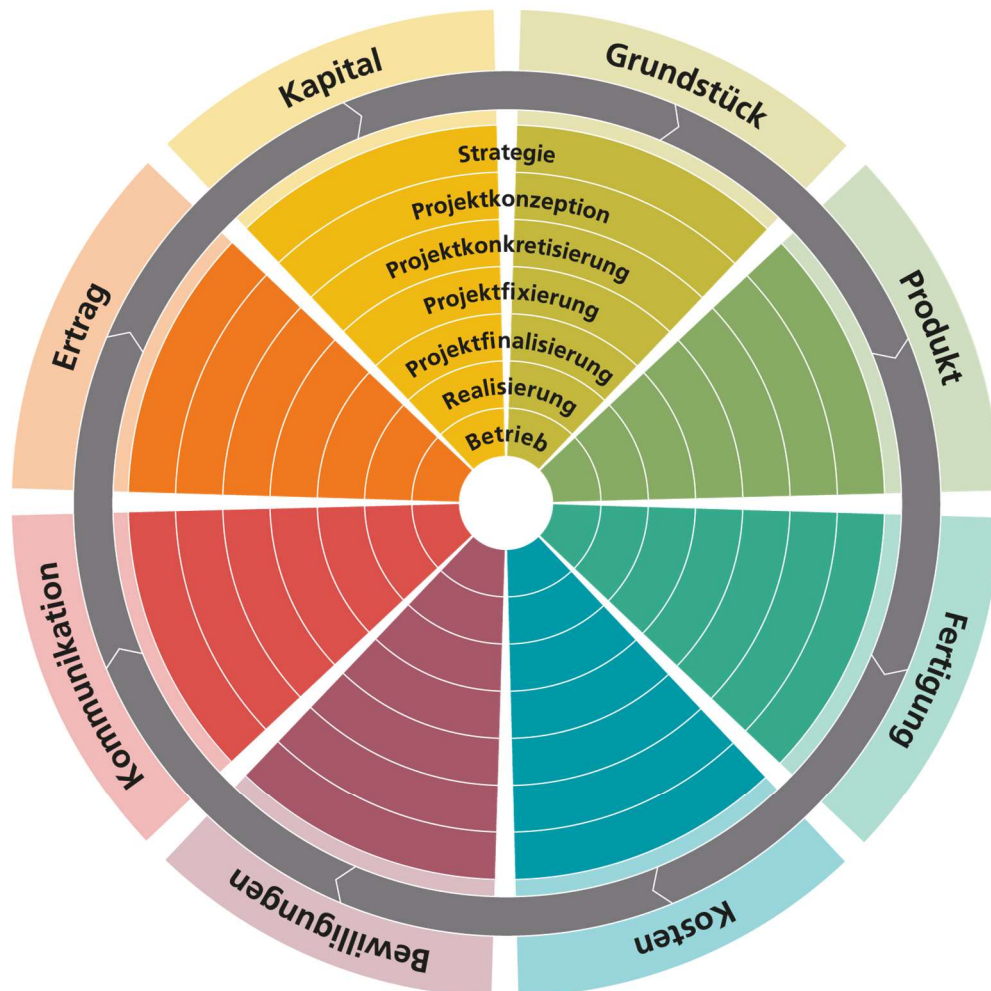 Kapital
Grundstück
Produkt
Fertigung
Kosten
Bewilligungen
Kommunikation
Ertrag
Strategie
Projektkonzeption
Projektkonkretisierung
Projektfixierung
Projektfinalisierung
Realisierung
Betrieb